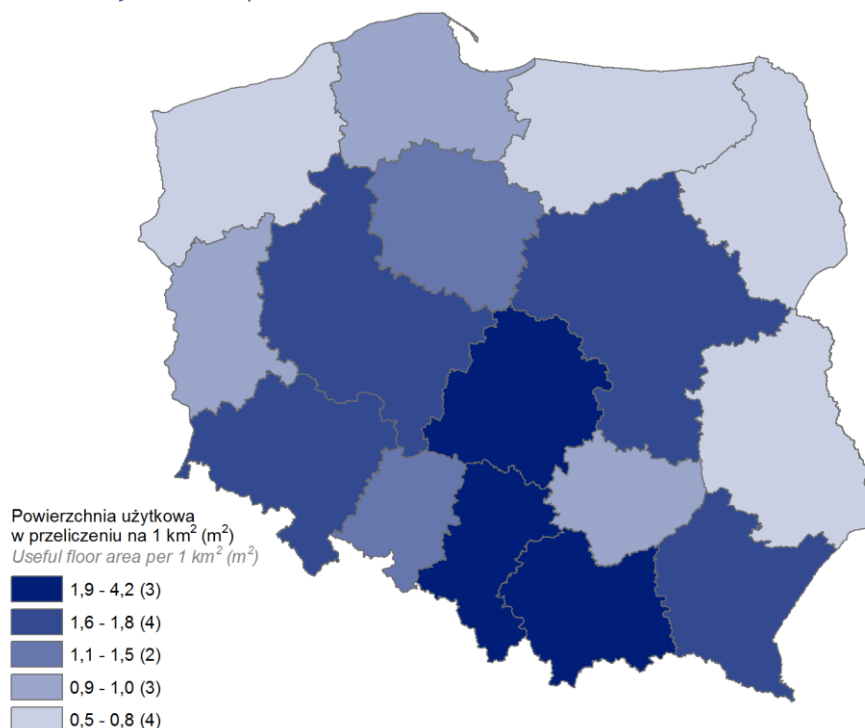 Powierzchnia użytkowa
w przeliczeniu na 1 km² (m²)
Useful floor area per 1 km² (m²)
1,9 - 4,2 (3)
1,6 - 1,8 (4)
1,1 - 1,5 (2)
0,9 - 1,0 (3)
0,5 - 0,8 (4)